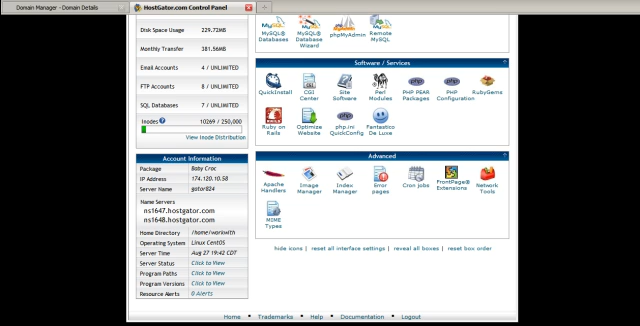 Domain Manager - Domain Details
HostGator.com Control Panel
Disk Space Usage 229.72MB
Monthly Transfer 381.56MB
Email Accounts 4 / UNLIMITED
FTP Accounts 8 / UNLIMITED
SQL Databases 7 / UNLIMITED
Inodes 10269 / 250,000
View Inode Distribution
Account Information
Package Baby Croc
IP Address 174.120.10.58
Server Name gator824
Name Servers
ns1647.hostgator.com
ns1648.hostgator.com
Home Directory /home/workwith
Operating System Linux CentOS
Server Time Aug 27 19:42 CDT
Server Status Click to View
Program Paths Click to View
Program Versions Click to View
Resource Alerts 0 Alerts
MySQL® Databases
MySQL® Database Wizard
phpMyAdmin
Remote MySQL
Software / Services
QuickInstall
CGI Center
Site Software
Perl Modules
PHP PEAR Packages
PHP Configuration
RubyGems
Ruby on Rails
Optimize Website
php.ini QuickConfig
Fantastico De Luxe
Advanced
Apache Handlers
Image Manager
Index Manager
Error pages
Cron jobs
FrontPage® Extensions
Network Tools
MIME Types
hide icons | reset all interface settings | reveal all boxes | reset box order
Home • Trademarks • Help • Documentation • Logout